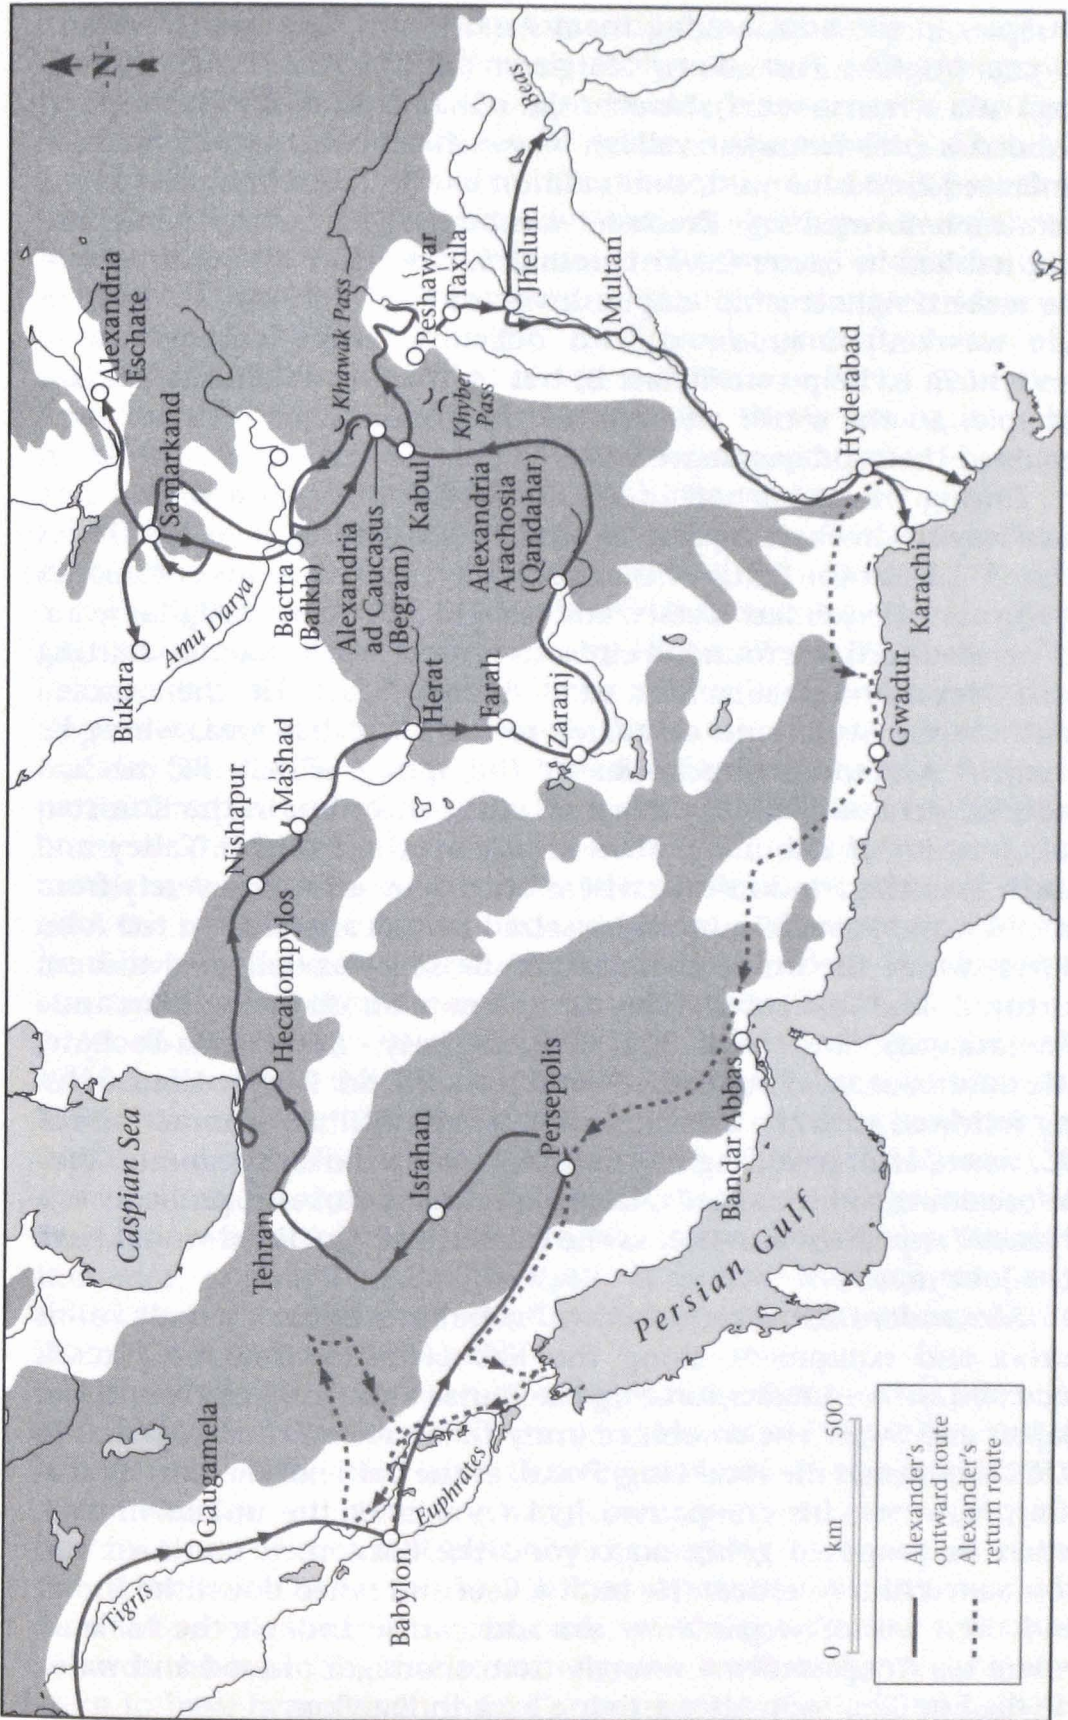 -N-
Caspian Sea
Tigris
Gaugamela
Tehran
Hecatompylos
Nishapur
Mashad
Bukara
Amu Darya
Samarkand
Alexandria
Eschate
Bactra
(Balkh)
Alexandria
ad Caucasus
(Begram)
Khawak Pass
Kabul
Khyber
Pass
Peshawar
Taxila
Jhelum
Beas
Multan
Herat
Farah
Zaranj
Alexandria
Arachosia
(Qandahar)
Isfahan
Persepolis
Babylon
Euphrates
Persian Gulf
Bandar Abbas
Gwadur
Karachi
Hyderabad
0 km 500
Alexander's
outward route
Alexander's
return route